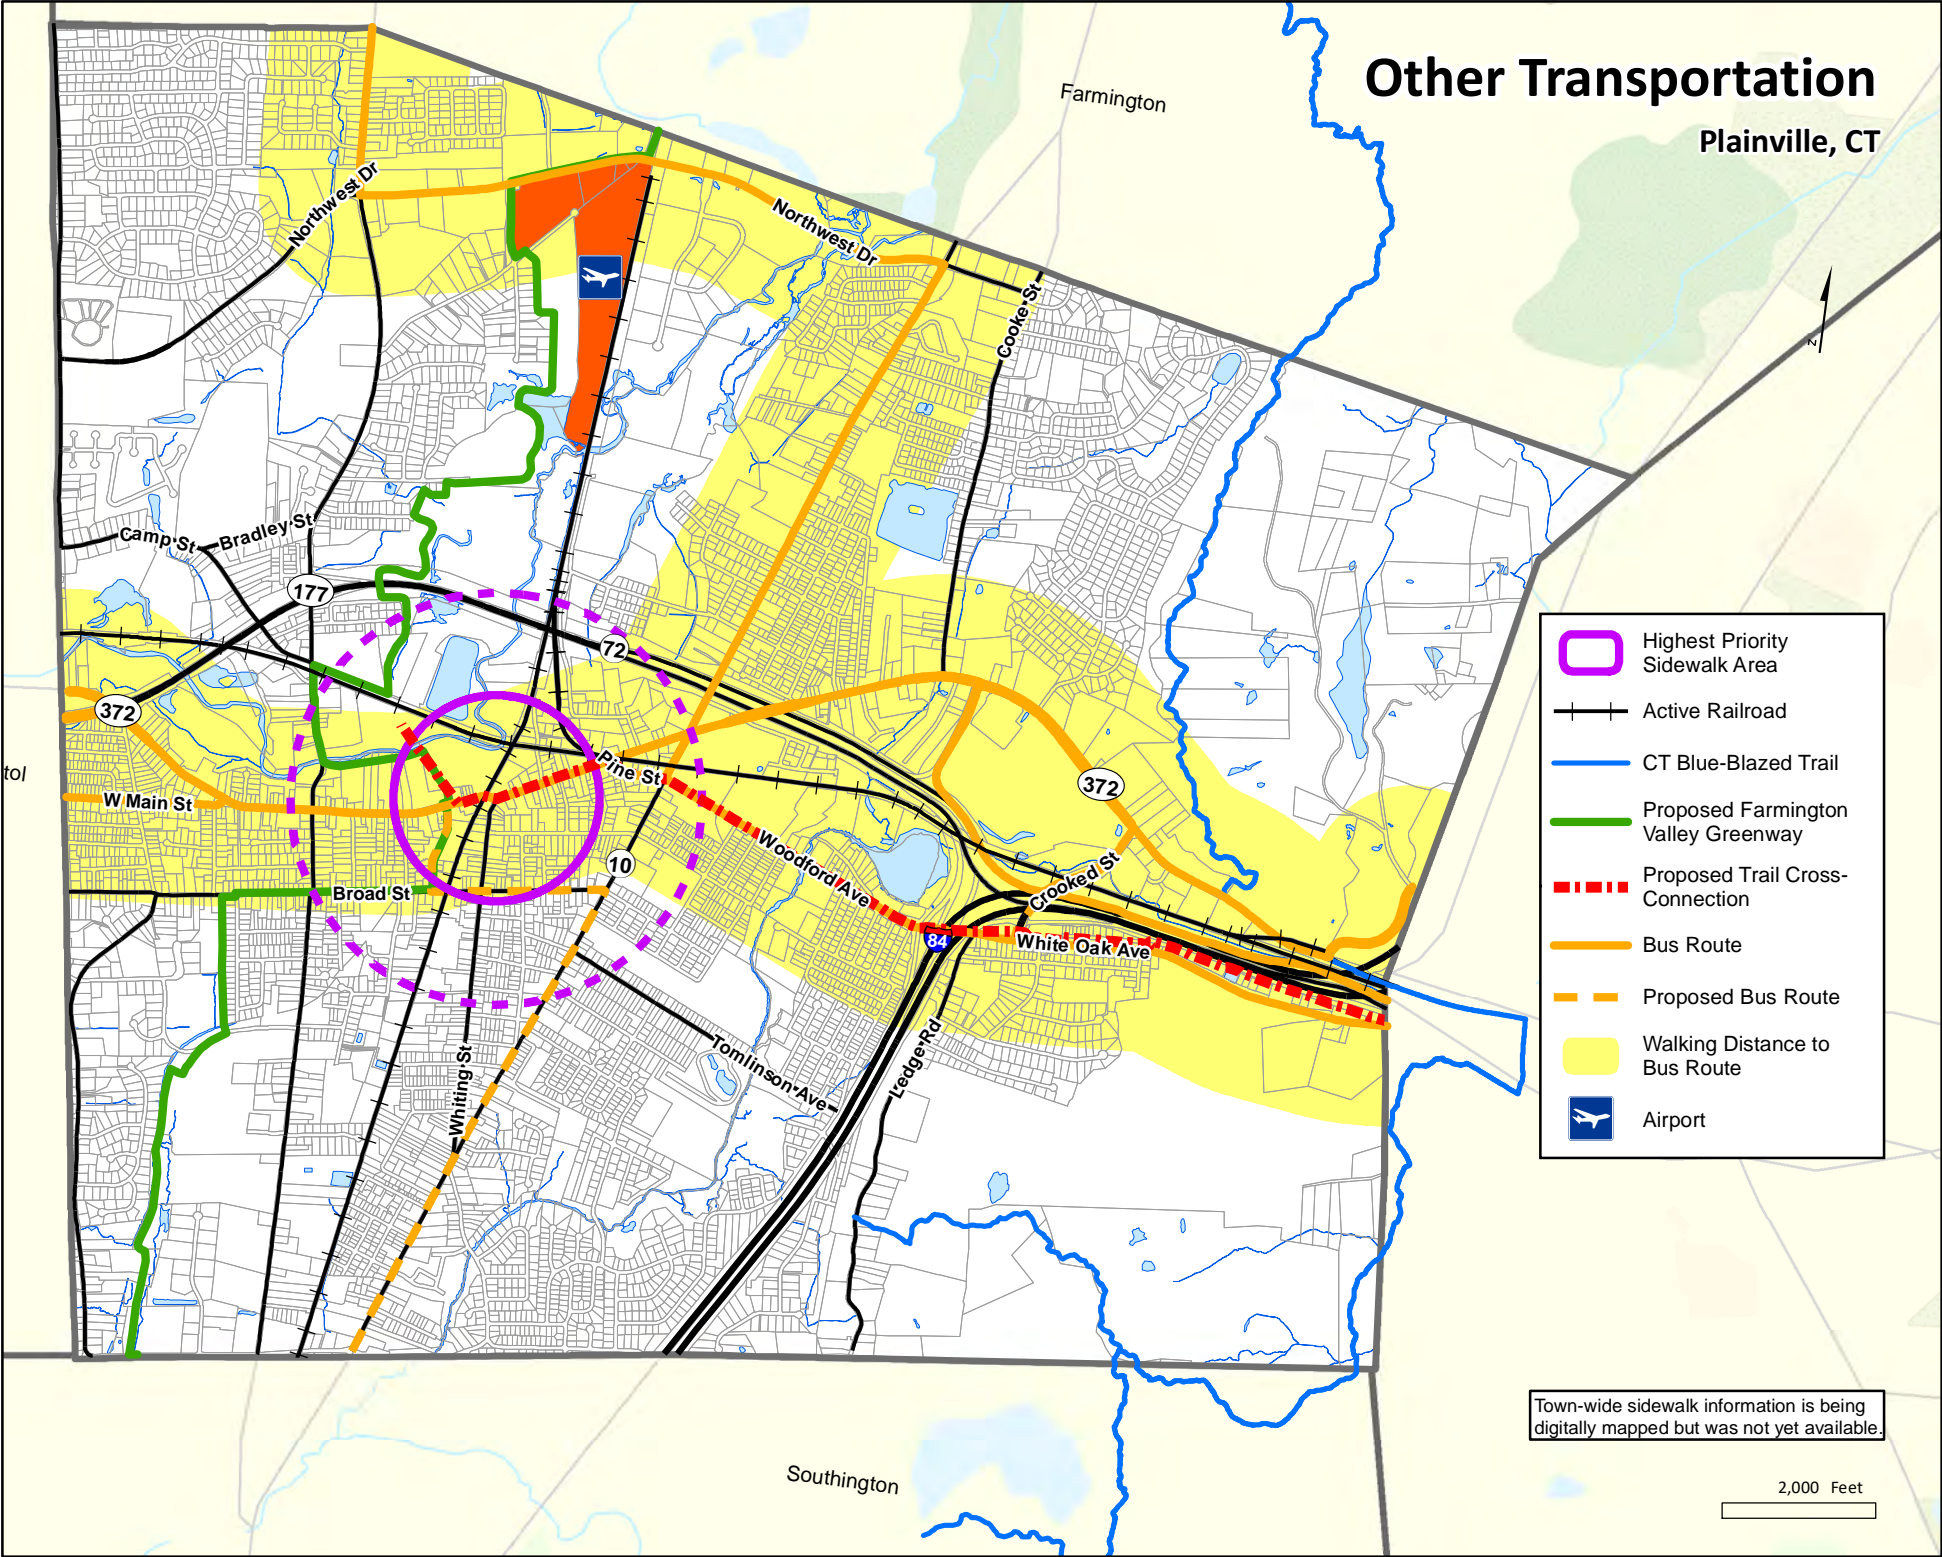 Other Transportation
Plainville, CT
Farmington
Northwest Dr
Northwest Dr
Cooke St
Camp St
Bradley St
177
72
372
tol
W Main St
Pine St
372
Woodford Ave
10
Broad St
Crooked St
84
White Oak Ave
Whiting St
Tomlinson Ave
Ledge Rd
Southington
N
Highest Priority
Sidewalk Area
Active Railroad
CT Blue-Blazed Trail
Proposed Farmington
Valley Greenway
Proposed Trail Cross-
Connection
Bus Route
Proposed Bus Route
Walking Distance to
Bus Route
Airport
Town-wide sidewalk information is being
digitally mapped but was not yet available.
2,000 Feet